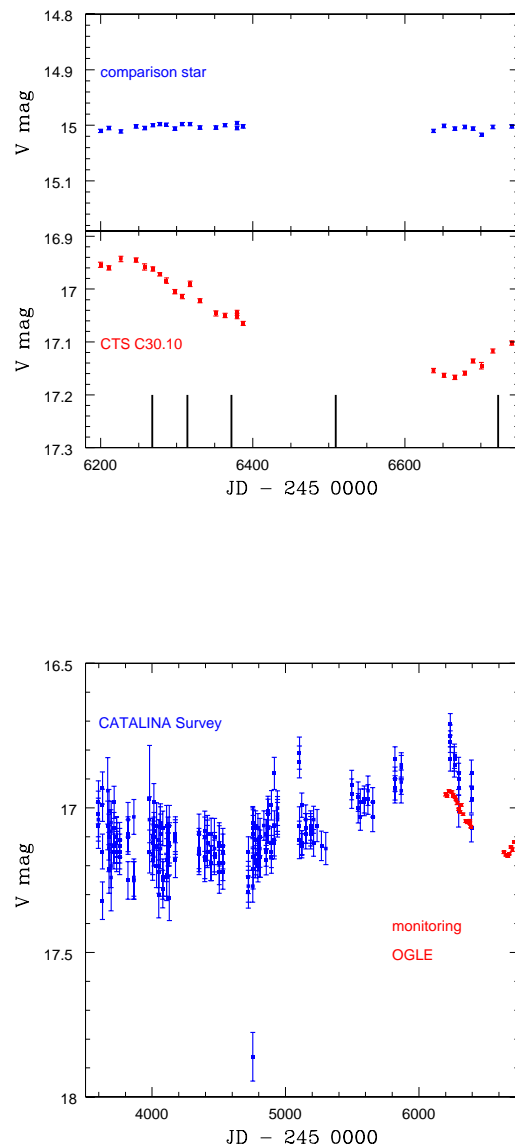 14.8
14.9
comparison star
15
15.1
V mag
16.9
17
CTS C30.10
17.1
17.2
17.3
V mag
6200 6400 6600
JD - 245 0000
16.5
CATALINA Survey
17
V mag
monitoring
17.5
OGLE
18
4000 5000 6000
JD - 245 0000